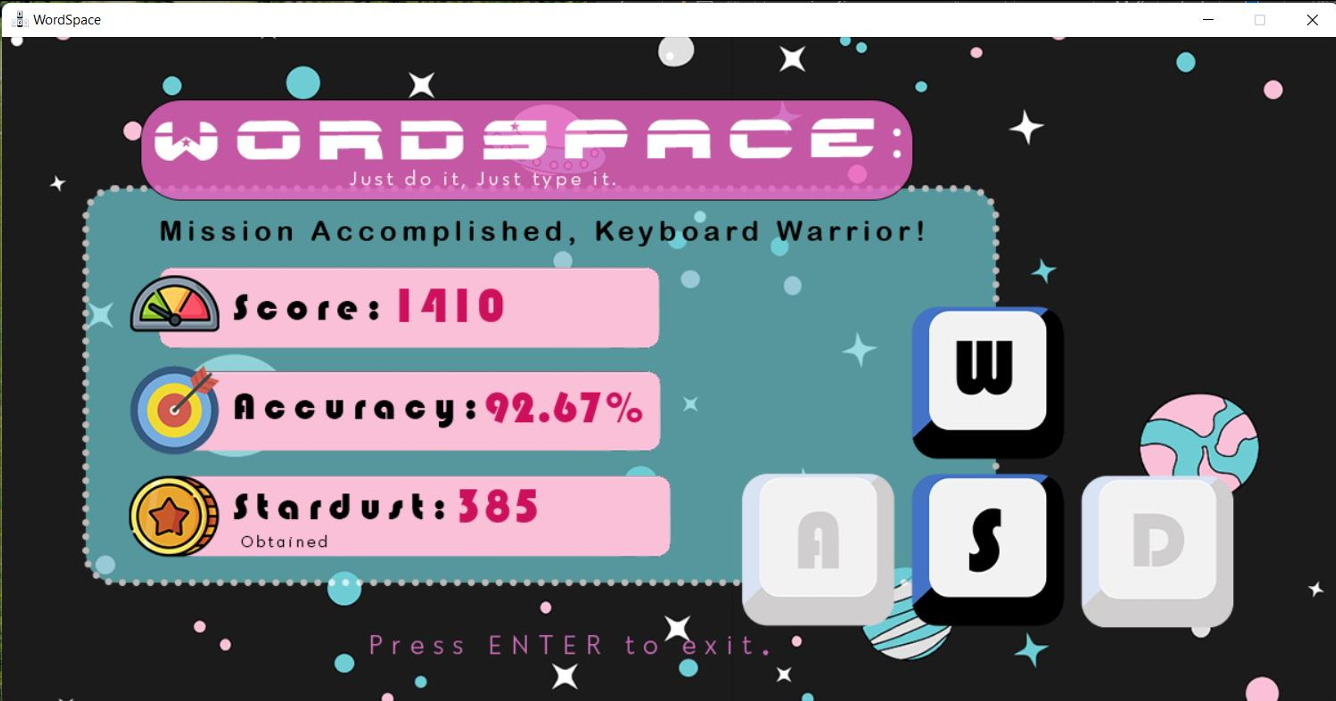 WordSpace
WORDSPACE:
Just do it, Just type it.
Mission Accomplished, Keyboard Warrior!
Score: 1410
Accuracy: 92.67%
Stardust: 385
Obtained
W
A S D
Press ENTER to exit.